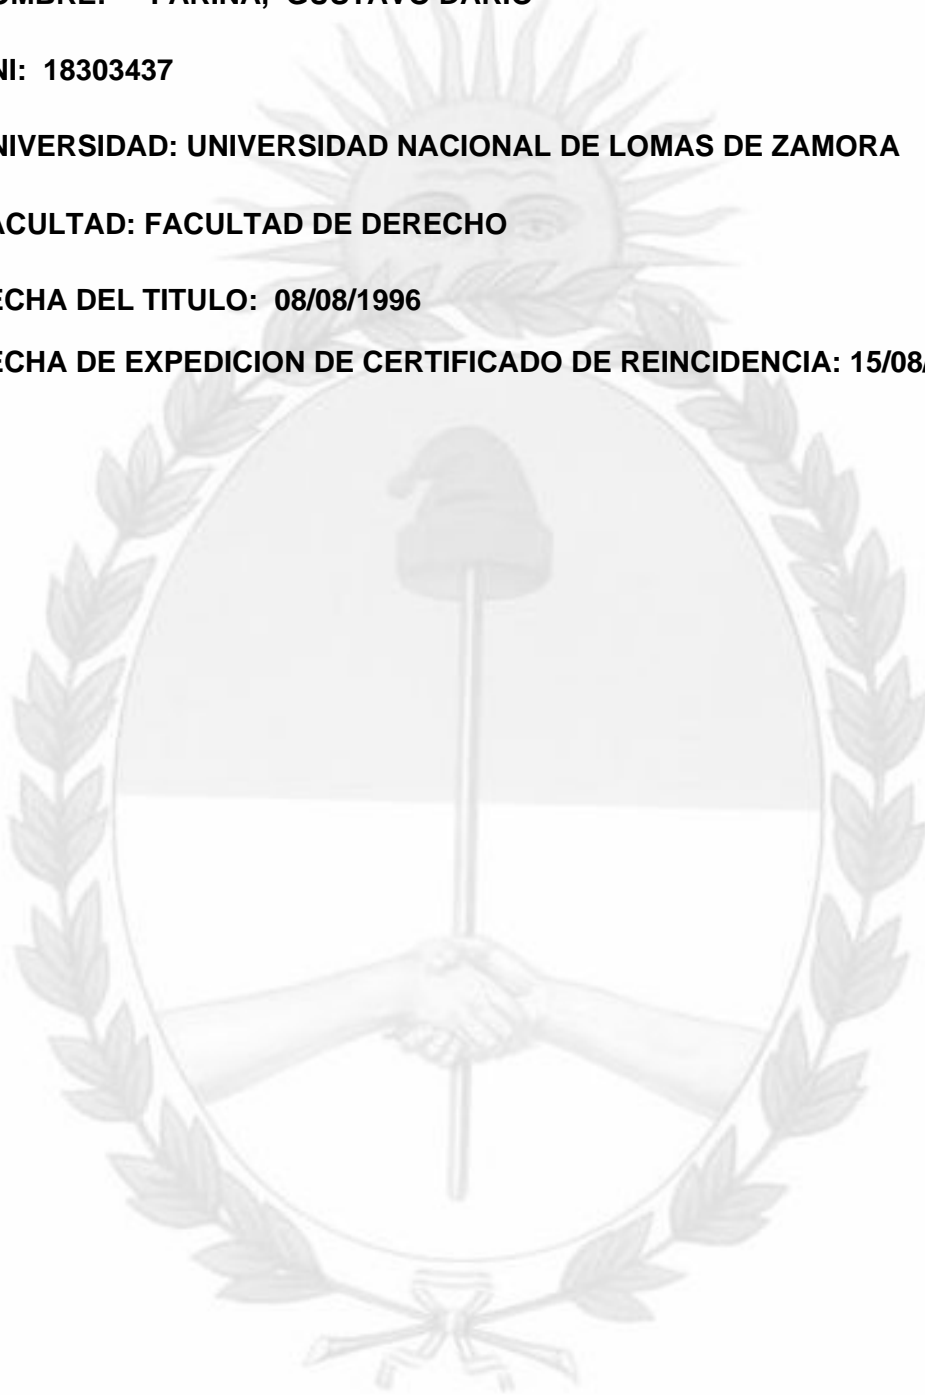 OMBRE: FARINA, GUSTAVO DARIO
NI: 18303437
NIVERSIDAD: UNIVERSIDAD NACIONAL DE LOMAS DE ZAMORA
ACULTAD: FACULTAD DE DERECHO
ECHA DEL TITULO: 08/08/1996
ECHA DE EXPEDICION DE CERTIFICADO DE REINCIDENCIA: 15/08/